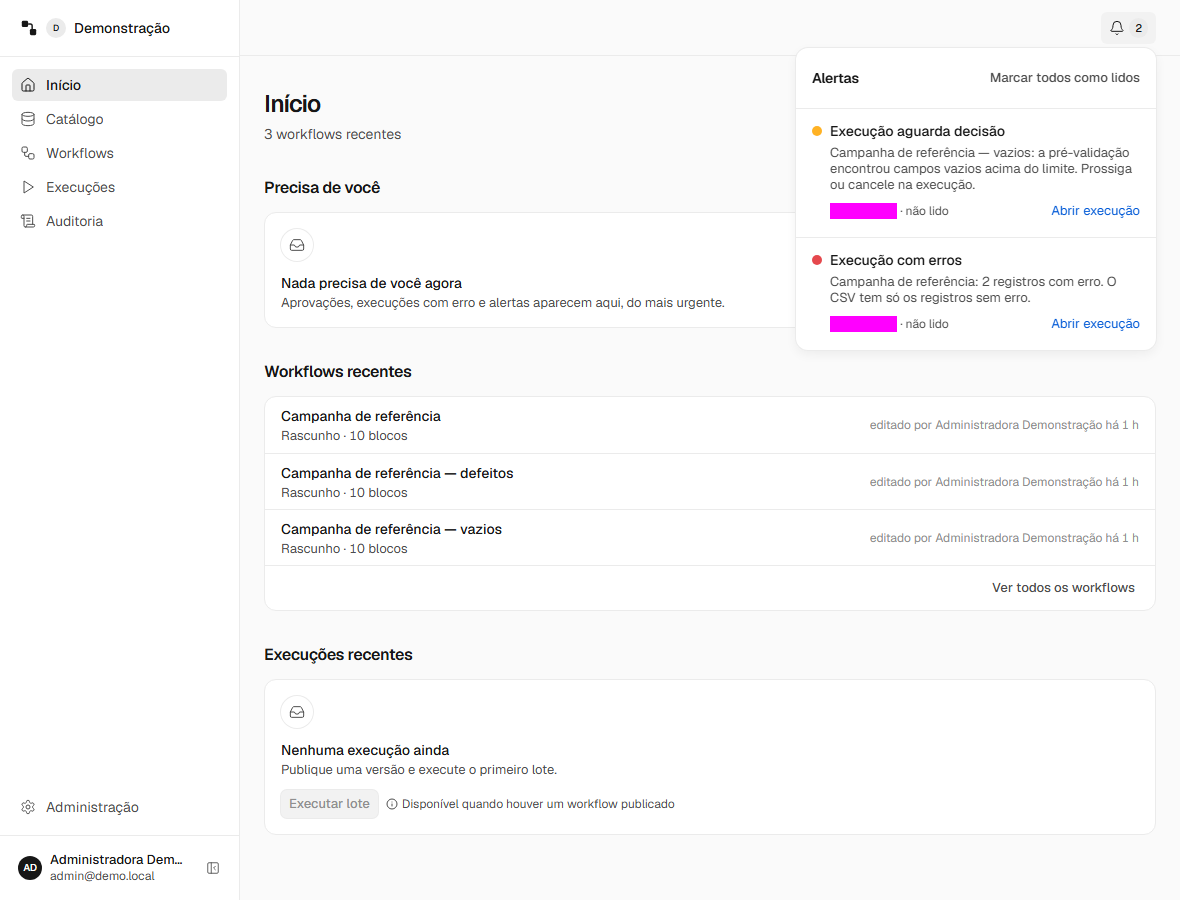 D Demonstração
2
Início
Catálogo
Workflows
Execuções
Auditoria
Administração
AD
Administradora Dem...
admin@demo.local
Início
3 workflows recentes
Precisa de você
Nada precisa de você agora
Aprovações, execuções com erro e alertas aparecem aqui, do mais urgente.
Alertas
Marcar todos como lidos
Execução aguarda decisão
Campanha de referência — vazios: a pré-validação
encontrou campos vazios acima do limite. Prossiga
ou cancele na execução.
· não lido
Abrir execução
Execução com erros
Campanha de referência: 2 registros com erro. O
CSV tem só os registros sem erro.
· não lido
Abrir execução
Workflows recentes
Campanha de referência
Rascunho · 10 blocos
editado por Administradora Demonstração há 1 h
Campanha de referência — defeitos
Rascunho · 10 blocos
editado por Administradora Demonstração há 1 h
Campanha de referência — vazios
Rascunho · 10 blocos
editado por Administradora Demonstração há 1 h
Ver todos os workflows
Execuções recentes
Nenhuma execução ainda
Publique uma versão e execute o primeiro lote.
Executar lote
Disponível quando houver um workflow publicado